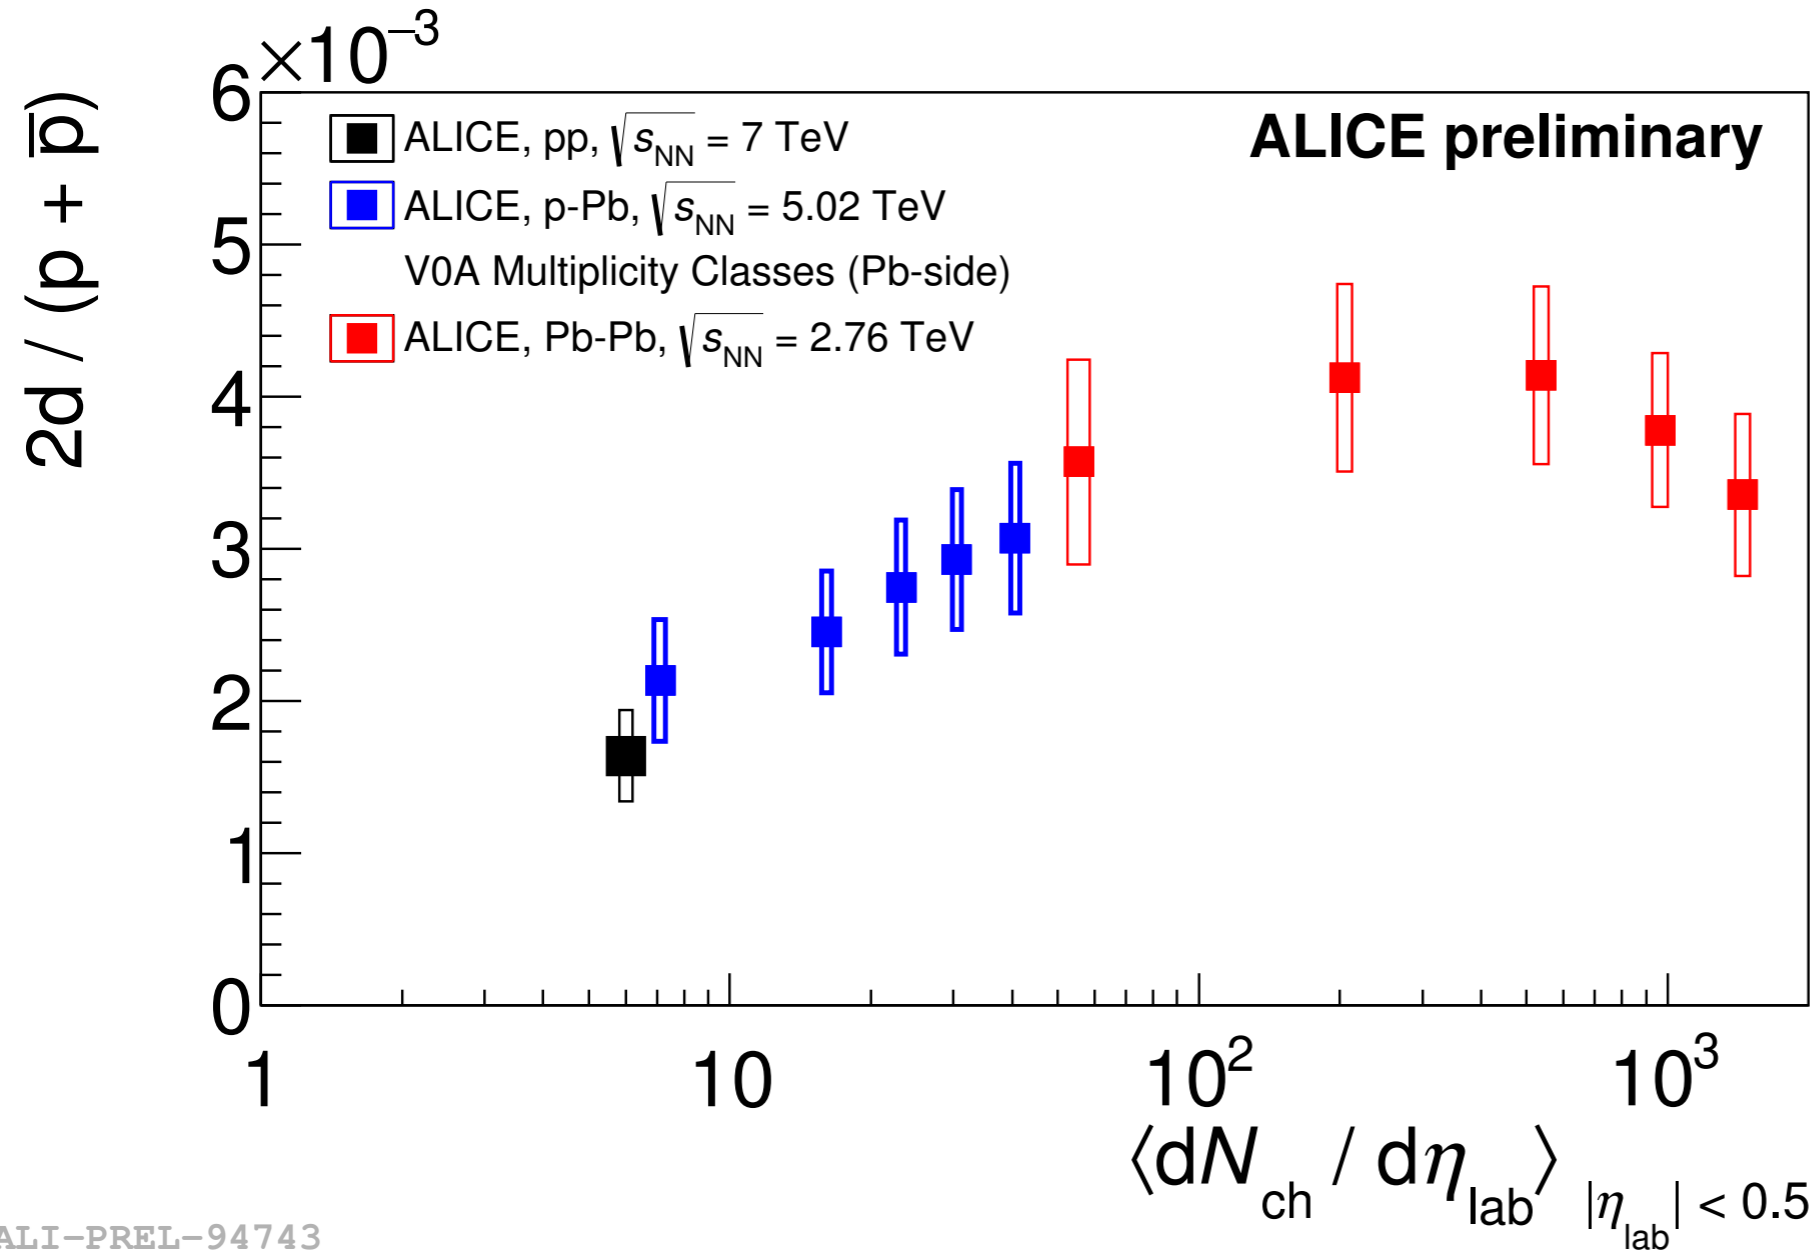 ×10⁻³
2d / (p + p̅)
6
5
4
3
2
1
0
ALICE, pp, √s_NN = 7 TeV
ALICE, p-Pb, √s_NN = 5.02 TeV
V0A Multiplicity Classes (Pb-side)
ALICE, Pb-Pb, √s_NN = 2.76 TeV
ALICE preliminary
1 10 10² 10³
⟨dN_ch / dη_lab⟩ |η_lab| < 0.5
ALI-PREL-94743